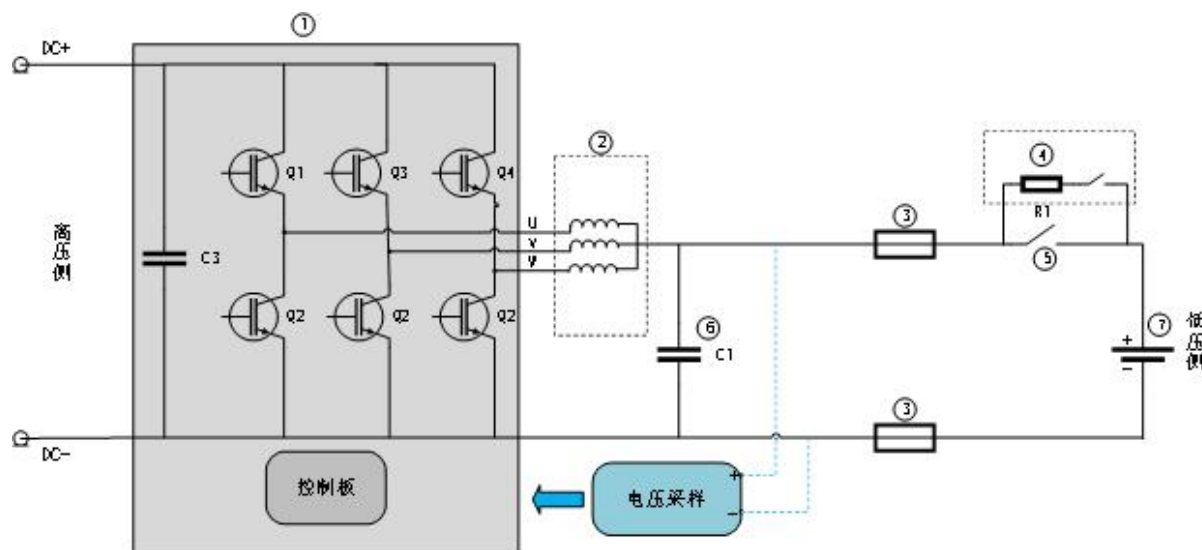 ①
DC+
②
④
Q1
Q3
Q4
R1
U
V
W
③
⑤
高压侧
C3
Q2
Q2
Q2
⑥
C1
⑦
+
-
低压侧
③
DC-
控制板
电压采样
+
-